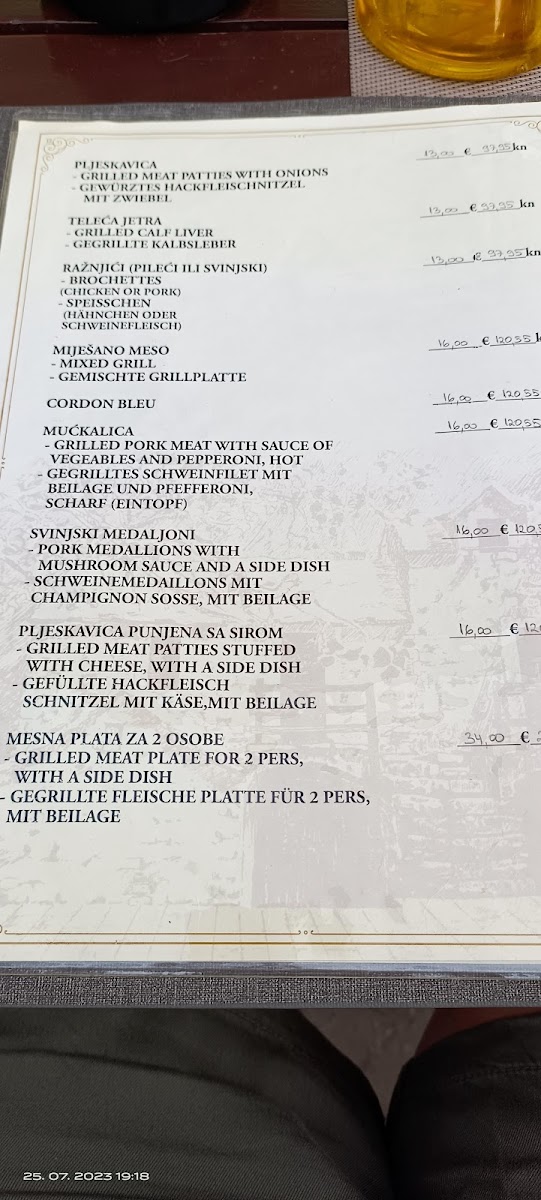 PLJESKAVICA 13,00 € 97,95 kn
- GRILLED MEAT PATTIES WITH ONIONS
- GEWÜRZTES HACKFLEISCHNITZEL
MIT ZWIEBEL
TELEĆA JETRA 13,00 € 97,95 kn
- GRILLED CALF LIVER
- GEGRILLTE KALBSLEBER
RAŽNJIĆI (PILEĆI ILI SVINJSKI) 13,00 € 97,95 kn
- BROCHETTES
(CHICKEN OR PORK)
- SPEISSCHEN
(HÄHNCHEN ODER
SCHWEINEFLEISCH)
MIJEŠANO MESO 16,00 € 120,55
- MIXED GRILL
- GEMISCHTE GRILLPLATTE
CORDON BLEU 16,00 € 120,55
MUĆKALICA 16,00 € 120,55
- GRILLED PORK MEAT WITH SAUCE OF
VEGEABLES AND PEPPERONI, HOT
- GEGRILLTES SCHWEINFILET MIT
BEILAGE UND PFEFFERONI,
SCHARF (EINTOPF)
SVINJSKI MEDALJONI 16,00 €
- PORK MEDALLIONS WITH
MUSHROOM SAUCE AND A SIDE DISH
- SCHWEINEMEDAILLONS MIT
CHAMPIGNON SOSSE, MIT BEILAGE
PLJESKAVICA PUNJENA SA SIROM 16,00 €
- GRILLED MEAT PATTIES STUFFED
WITH CHEESE, WITH A SIDE DISH
- GEFÜLLTE HACKFLEISCH
SCHNITZEL MIT KÄSE,MIT BEILAGE
MESNA PLATA ZA 2 OSOBE 34,00 €
- GRILLED MEAT PLATE FOR 2 PERS,
WITH A SIDE DISH
- GEGRILLTE FLEISCHE PLATTE FÜR 2 PERS,
MIT BEILAGE
25. 07. 2023 19:18